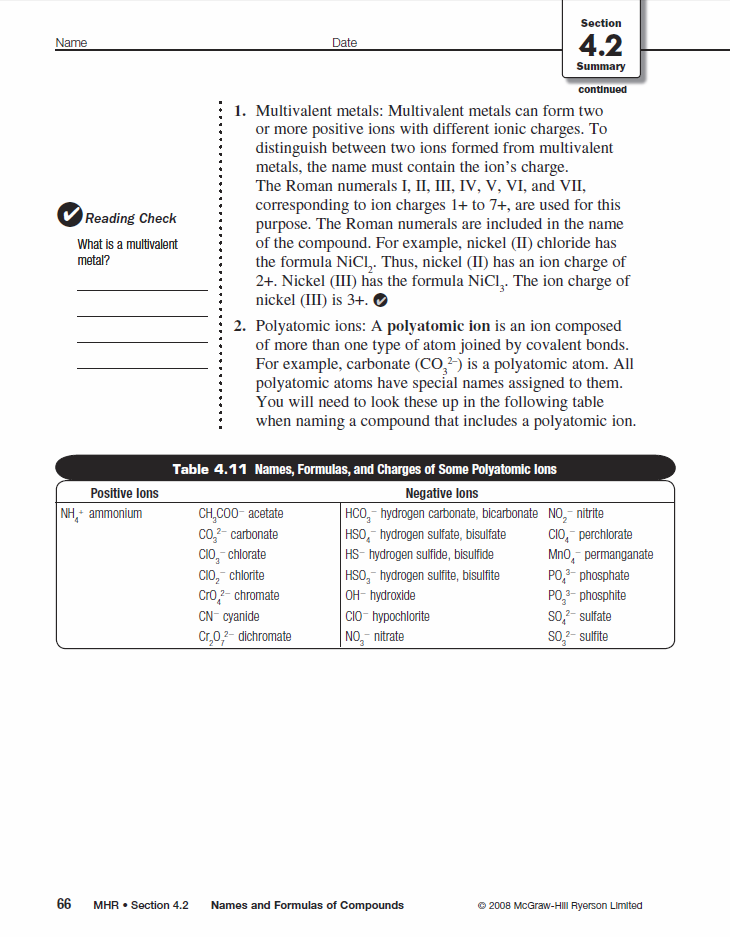 Section
Name Date 4.2
Summary
continued
1. Multivalent metals: Multivalent metals can form two
or more positive ions with different ionic charges. To
distinguish between two ions formed from multivalent
metals, the name must contain the ion’s charge.
The Roman numerals I, II, III, IV, V, VI, and VII,
corresponding to ion charges 1+ to 7+, are used for this
purpose. The Roman numerals are included in the name
of the compound. For example, nickel (II) chloride has
the formula NiCl₂. Thus, nickel (II) has an ion charge of
2+. Nickel (III) has the formula NiCl₃. The ion charge of
nickel (III) is 3+. ✔
✔ Reading Check
What is a multivalent
metal?
2. Polyatomic ions: A polyatomic ion is an ion composed
of more than one type of atom joined by covalent bonds.
For example, carbonate (CO₃²⁻) is a polyatomic atom. All
polyatomic atoms have special names assigned to them.
You will need to look these up in the following table
when naming a compound that includes a polyatomic ion.
Table 4.11 Names, Formulas, and Charges of Some Polyatomic Ions
Positive Ions Negative Ions
NH₄⁺ ammonium CH₃COO⁻ acetate HCO₃⁻ hydrogen carbonate, bicarbonate NO₂⁻ nitrite
CO₃²⁻ carbonate HSO₄⁻ hydrogen sulfate, bisulfate ClO₄⁻ perchlorate
ClO₃⁻ chlorate HS⁻ hydrogen sulfide, bisulfide MnO₄⁻ permanganate
ClO₂⁻ chlorite HSO₃⁻ hydrogen sulfite, bisulfite PO₄³⁻ phosphate
CrO₄²⁻ chromate OH⁻ hydroxide PO₃³⁻ phosphite
CN⁻ cyanide ClO⁻ hypochlorite SO₄²⁻ sulfate
Cr₂O₇²⁻ dichromate NO₃⁻ nitrate SO₃²⁻ sulfite
66 MHR • Section 4.2 Names and Formulas of Compounds © 2008 McGraw-Hill Ryerson Limited